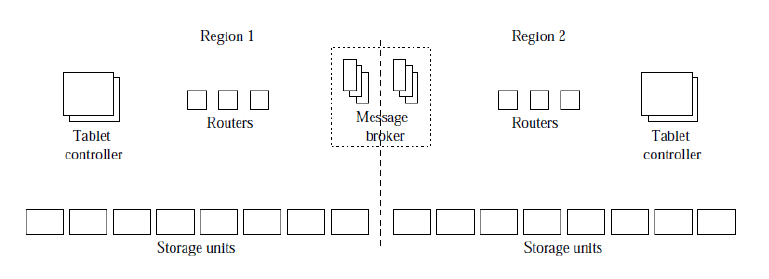 Region 1
Region 2
Message
broker
Tablet
controller
Routers
Routers
Tablet
controller
Storage units
Storage units